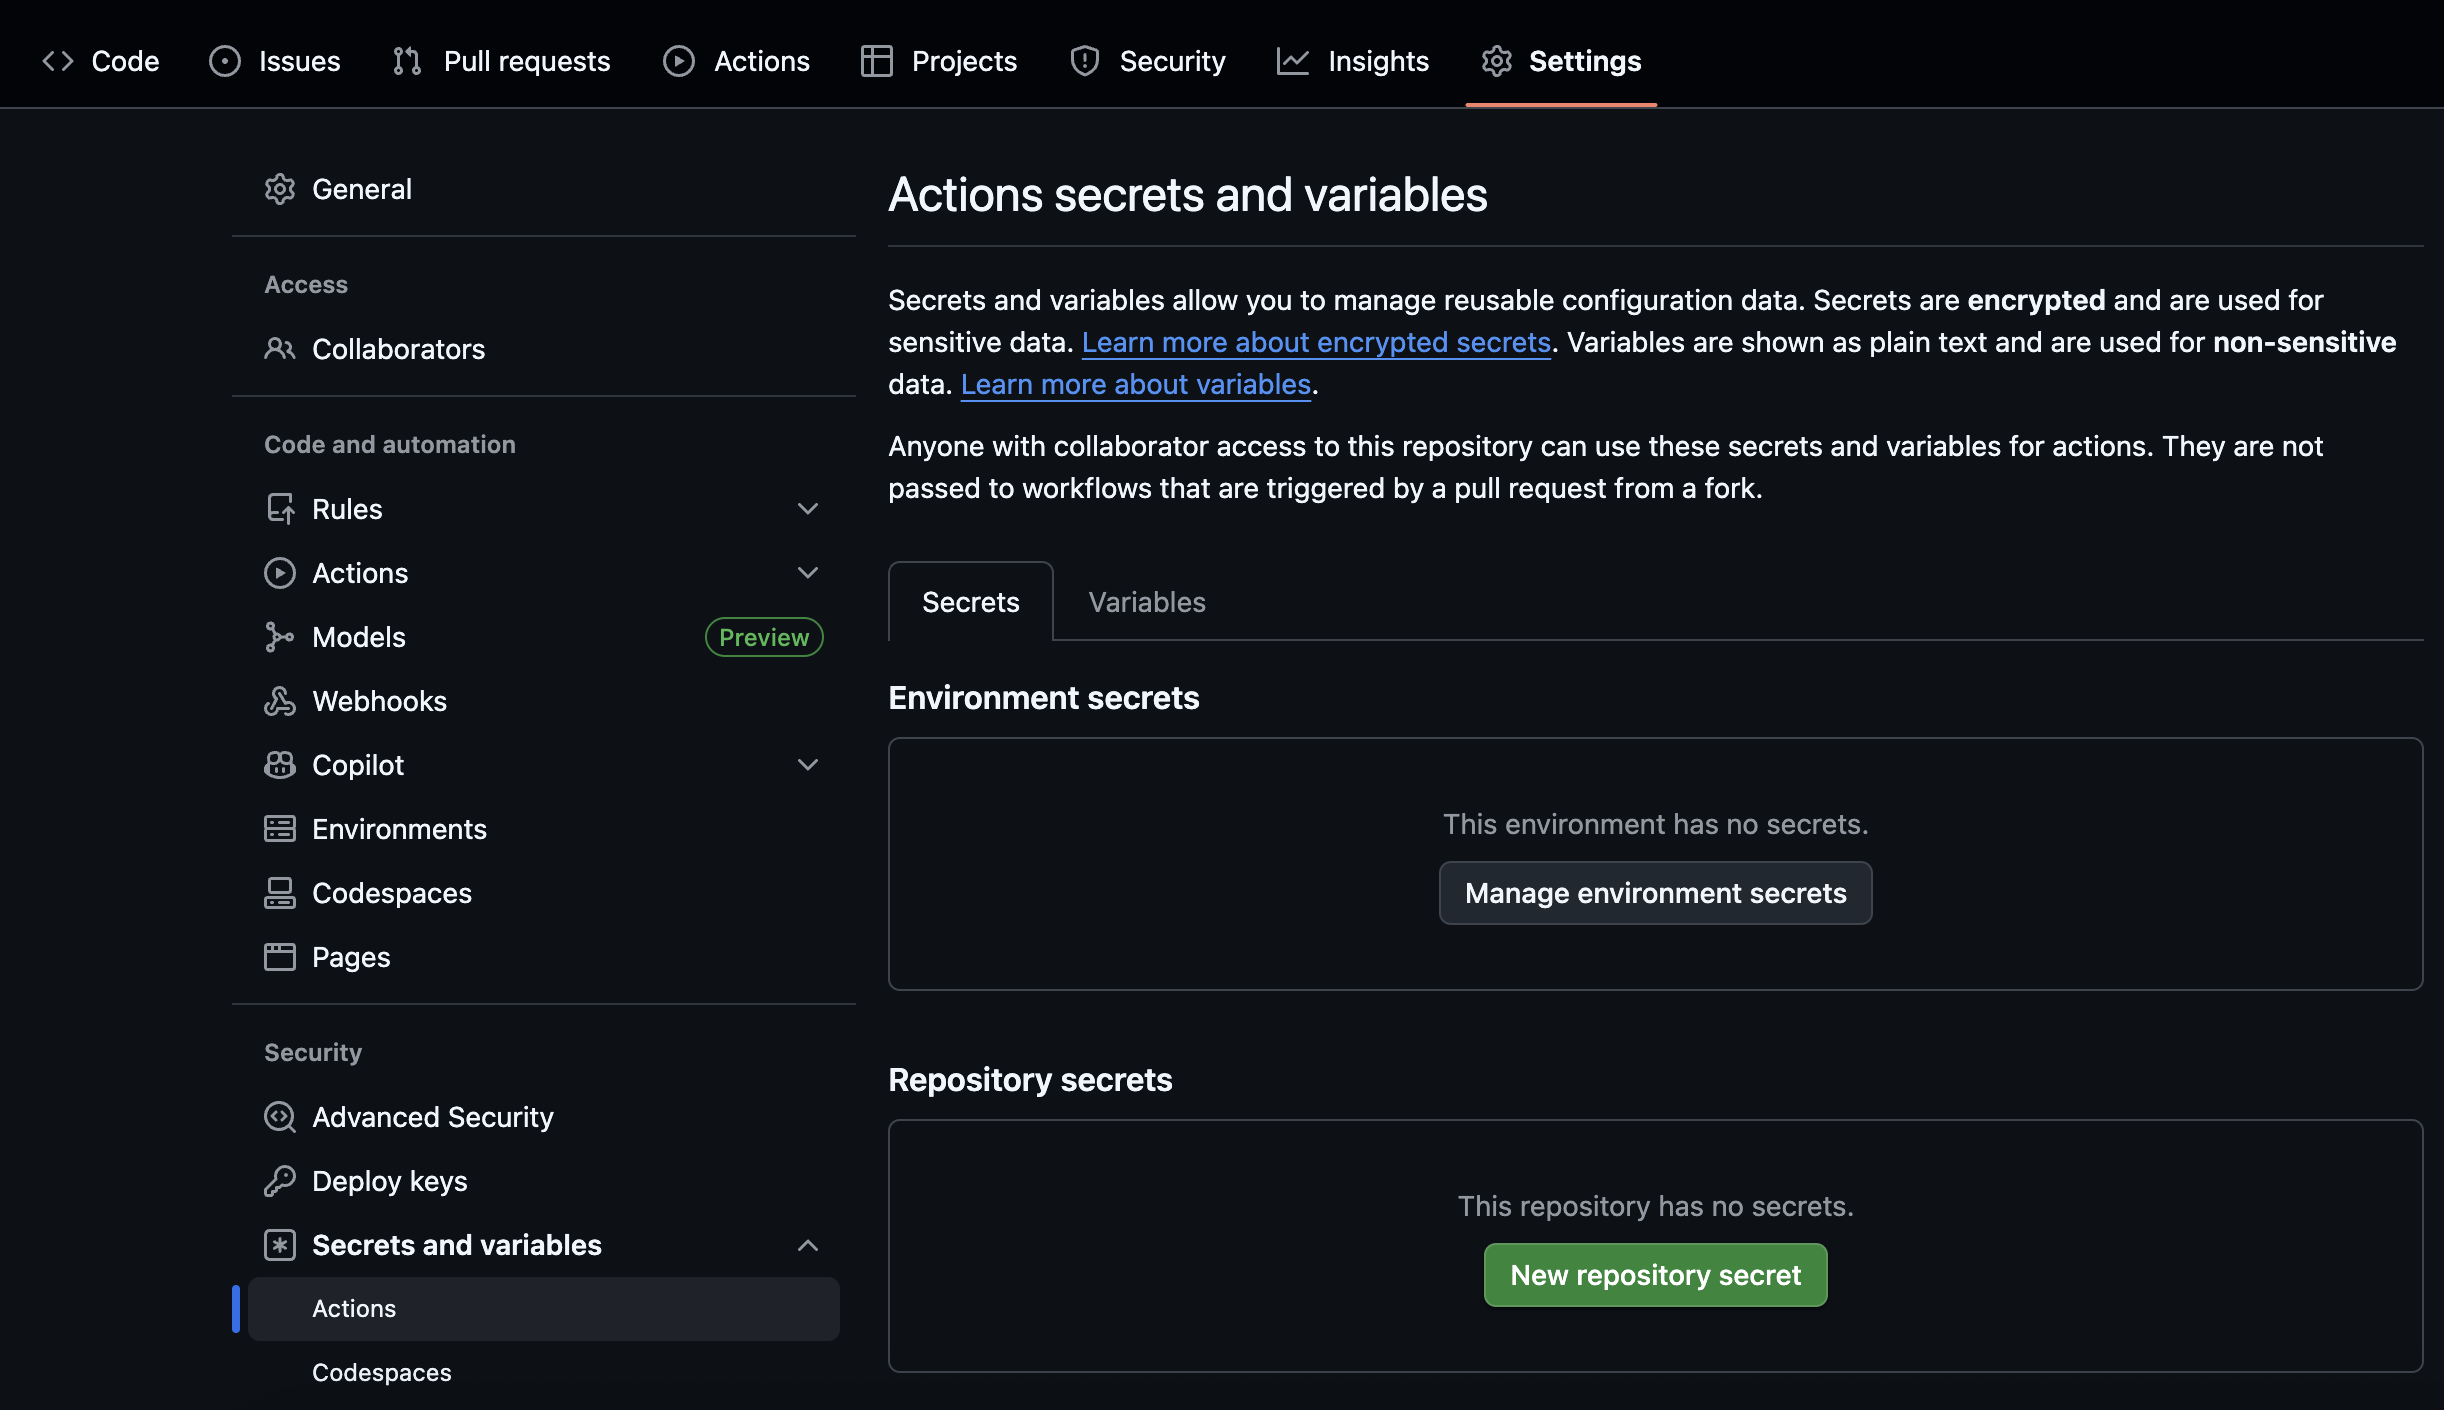 Code Issues Pull requests Actions Projects Security Insights Settings
General
Access
Collaborators
Code and automation
Rules
Actions
Models Preview
Webhooks
Copilot
Environments
Codespaces
Pages
Security
Advanced Security
Deploy keys
Secrets and variables
Actions
Codespaces
Actions secrets and variables
Secrets and variables allow you to manage reusable configuration data. Secrets are encrypted and are used for
sensitive data. Learn more about encrypted secrets. Variables are shown as plain text and are used for non-sensitive
data. Learn more about variables.
Anyone with collaborator access to this repository can use these secrets and variables for actions. They are not
passed to workflows that are triggered by a pull request from a fork.
Secrets Variables
Environment secrets
This environment has no secrets.
Manage environment secrets
Repository secrets
This repository has no secrets.
New repository secret